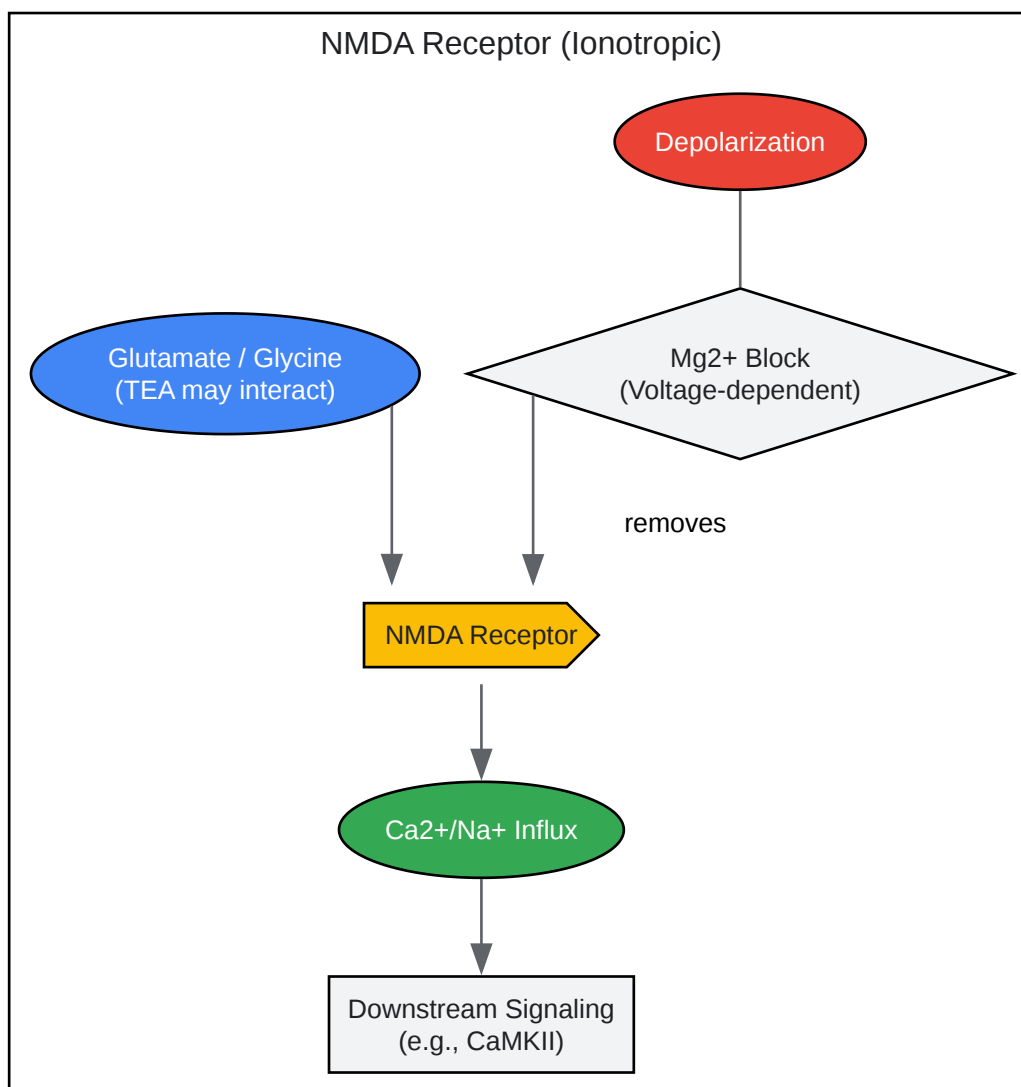 NMDA Receptor (Ionotropic)
Depolarization
Glutamate / Glycine
(TEA may interact)
Mg2+ Block
(Voltage-dependent)
removes
NMDA Receptor
Ca2+/Na+ Influx
Downstream Signaling
(e.g., CaMKII)